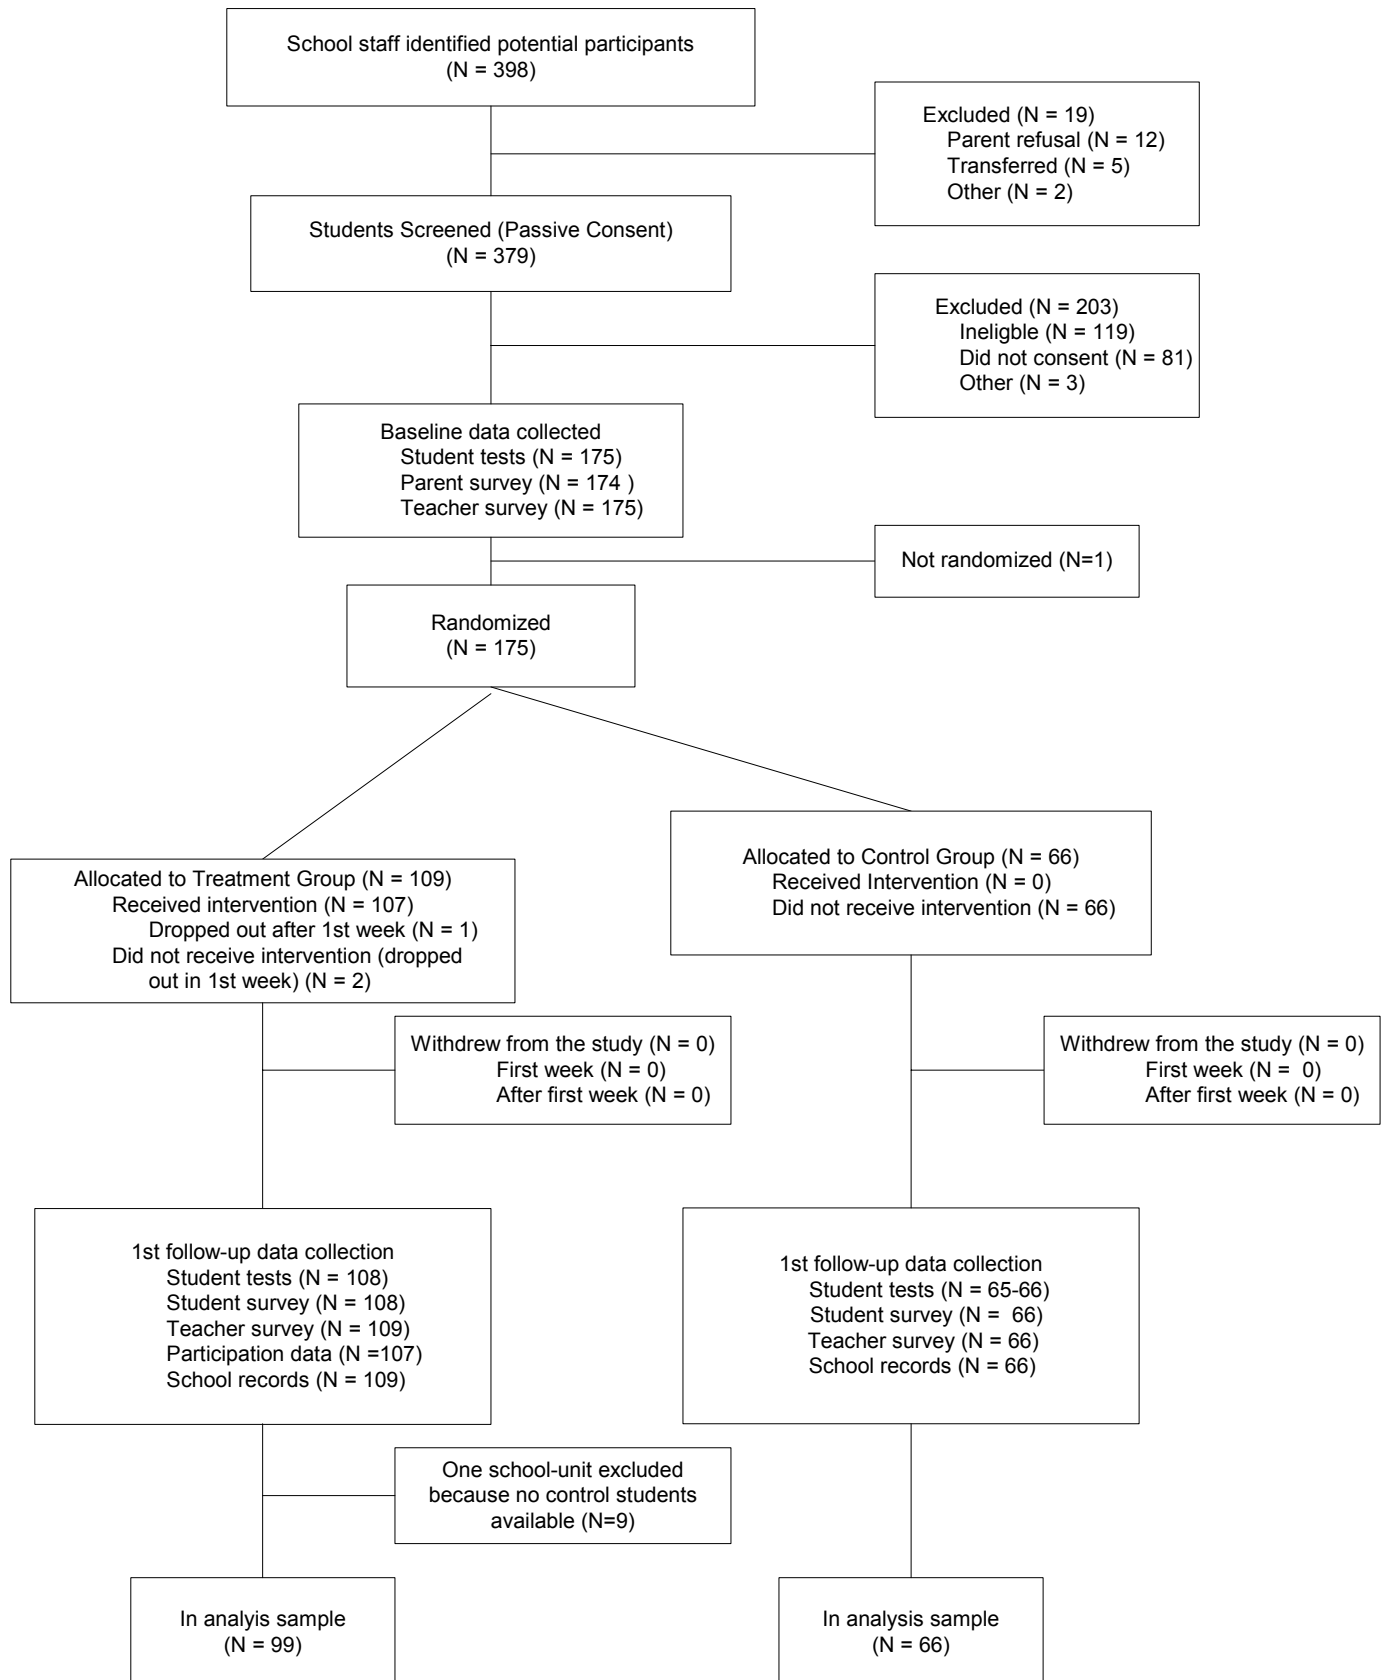 School staff identified potential participants
(N = 398)
Excluded (N = 19)
Parent refusal (N = 12)
Transferred (N = 5)
Other (N = 2)
Students Screened (Passive Consent)
(N = 379)
Excluded (N = 203)
Ineligble (N = 119)
Did not consent (N = 81)
Other (N = 3)
Baseline data collected
Student tests (N = 175)
Parent survey (N = 174 )
Teacher survey (N = 175)
Not randomized (N=1)
Randomized
(N = 175)
Allocated to Treatment Group (N = 109)
Received intervention (N = 107)
Dropped out after 1st week (N = 1)
Did not receive intervention (dropped
out in 1st week) (N = 2)
Allocated to Control Group (N = 66)
Received Intervention (N = 0)
Did not receive intervention (N = 66)
Withdrew from the study (N = 0)
First week (N = 0)
After first week (N = 0)
Withdrew from the study (N = 0)
First week (N =  0)
After first week (N = 0)
1st follow-up data collection
Student tests (N = 108)
Student survey (N = 108)
Teacher survey (N = 109)
Participation data (N =107)
School records (N = 109)
1st follow-up data collection
Student tests (N = 65-66)
Student survey (N =  66)
Teacher survey (N = 66)
School records (N = 66)
One school-unit excluded
because no control students
available (N=9)
In analyis sample
(N = 99)
In analysis sample
(N = 66)